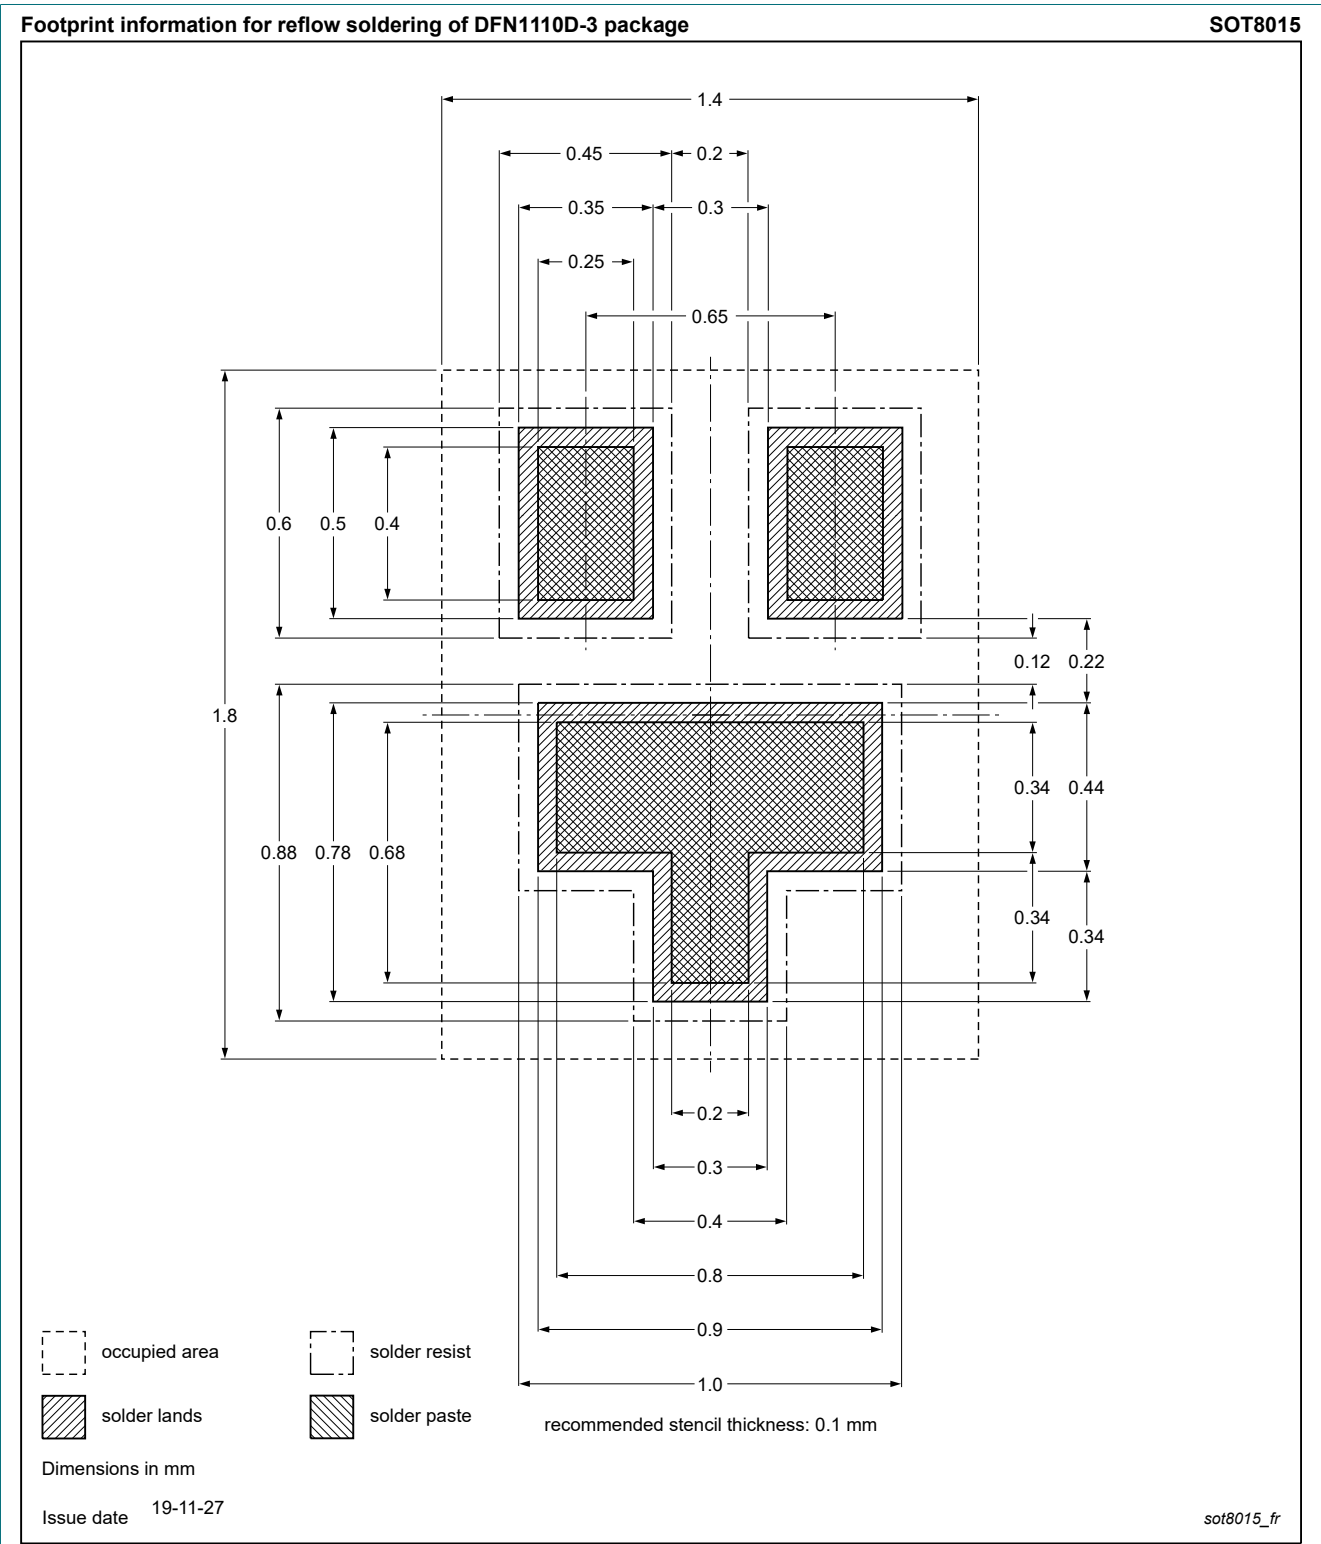 Footprint information for reflow soldering of DFN1110D-3 package SOT8015
1.4
0.45 0.2
0.35 0.3
0.25
0.65
0.6 0.5 0.4
0.12 0.22
1.8
0.34 0.44
0.88 0.78 0.68
0.34
0.34
0.2
0.3
0.4
0.8
0.9
1.0
occupied area solder resist
solder lands solder paste
recommended stencil thickness: 0.1 mm
Dimensions in mm
Issue date 19-11-27
sot8015_fr